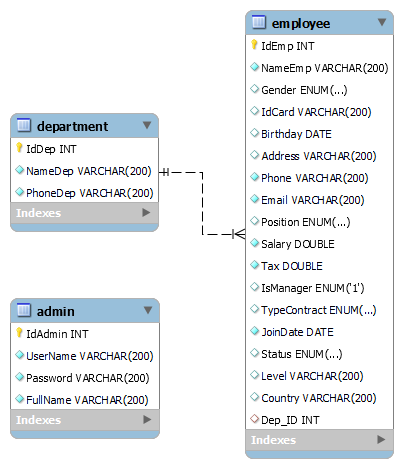 department
IdDep INT
NameDep VARCHAR(200)
PhoneDep VARCHAR(200)
Indexes
admin
IdAdmin INT
UserName VARCHAR(200)
Password VARCHAR(200)
FullName VARCHAR(200)
Indexes
employee
IdEmp INT
NameEmp VARCHAR(200)
Gender ENUM(...)
IdCard VARCHAR(200)
Birthday DATE
Address VARCHAR(200)
Phone VARCHAR(200)
Email VARCHAR(200)
Position ENUM(...)
Salary DOUBLE
Tax DOUBLE
IsManager ENUM('1')
TypeContract ENUM(...)
JoinDate DATE
Status ENUM(...)
Level VARCHAR(200)
Country VARCHAR(200)
Dep_ID INT
Indexes